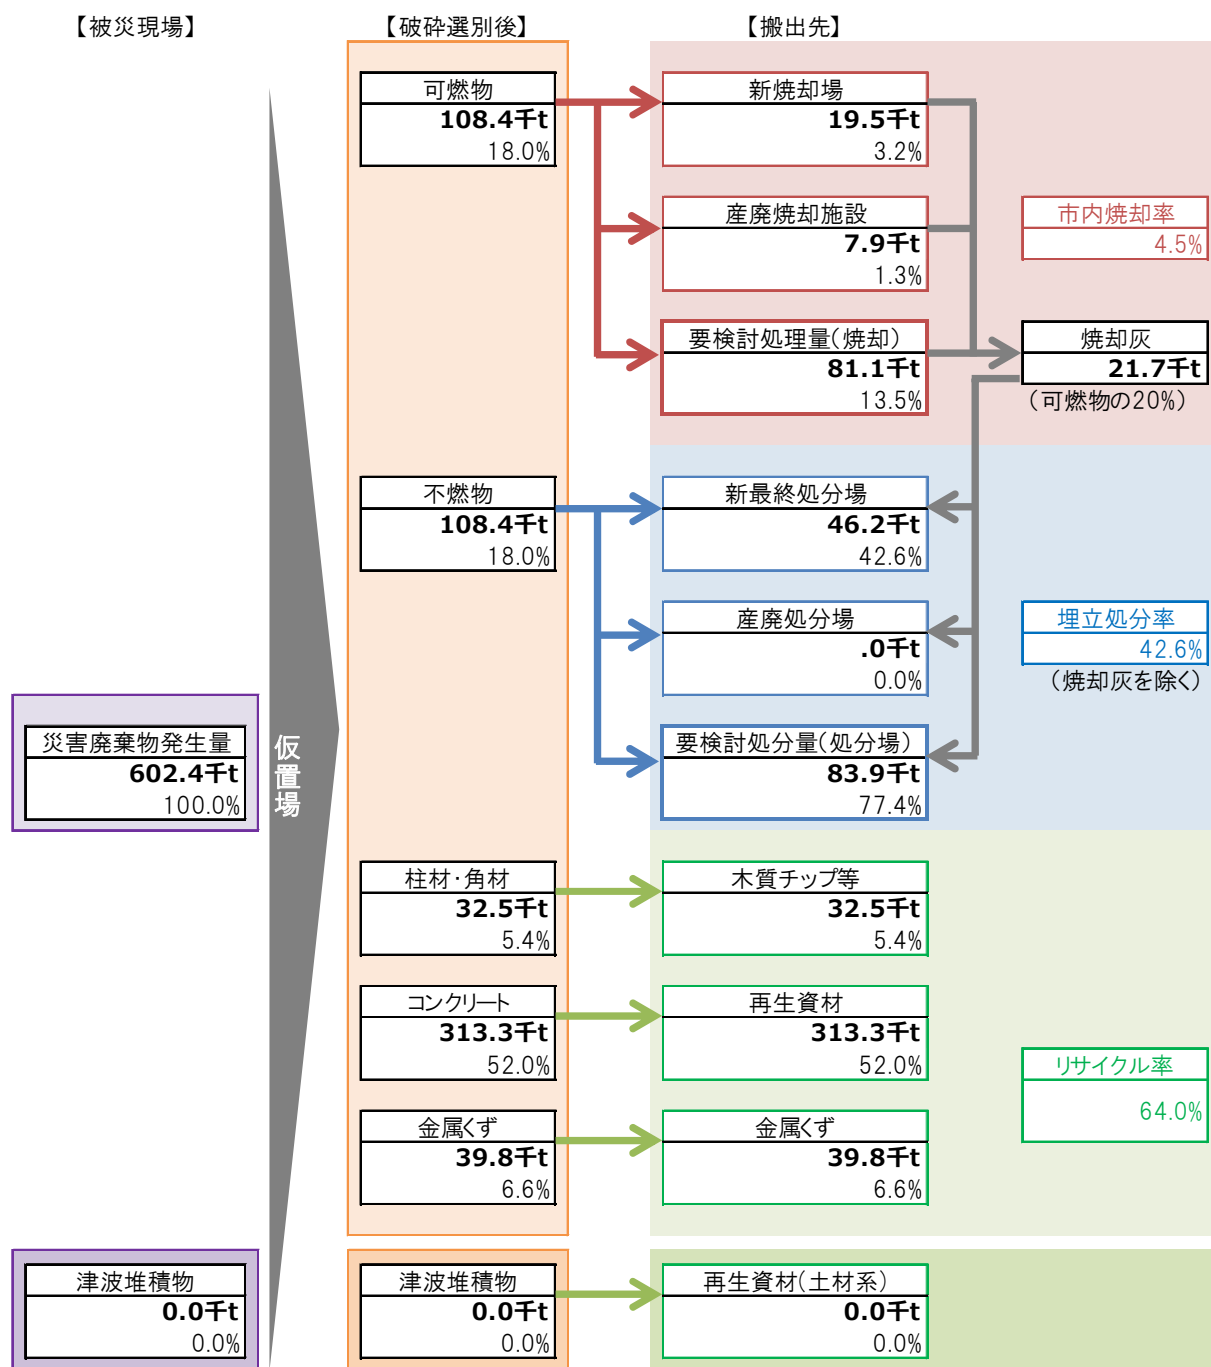 【被災現場】
【破砕選別後】
【搬出先】
可燃物
108.4千t
18.0%
新焼却場
19.5千t
3.2%
産廃焼却施設
7.9千t
1.3%
市内焼却率
4.5%
要検討処理量(焼却)
81.1千t
13.5%
焼却灰
21.7千t
(可燃物の20%)
不燃物
108.4千t
18.0%
新最終処分場
46.2千t
42.6%
産廃処分場
.0千t
0.0%
埋立処分率
42.6%
(焼却灰を除く)
災害廃棄物発生量
602.4千t
100.0%
仮置場
要検討処分量(処分場)
83.9千t
77.4%
柱材・角材
32.5千t
5.4%
木質チップ等
32.5千t
5.4%
コンクリート
313.3千t
52.0%
再生資材
313.3千t
52.0%
リサイクル率
64.0%
金属くず
39.8千t
6.6%
金属くず
39.8千t
6.6%
津波堆積物
0.0千t
0.0%
津波堆積物
0.0千t
0.0%
再生資材(土材系)
0.0千t
0.0%